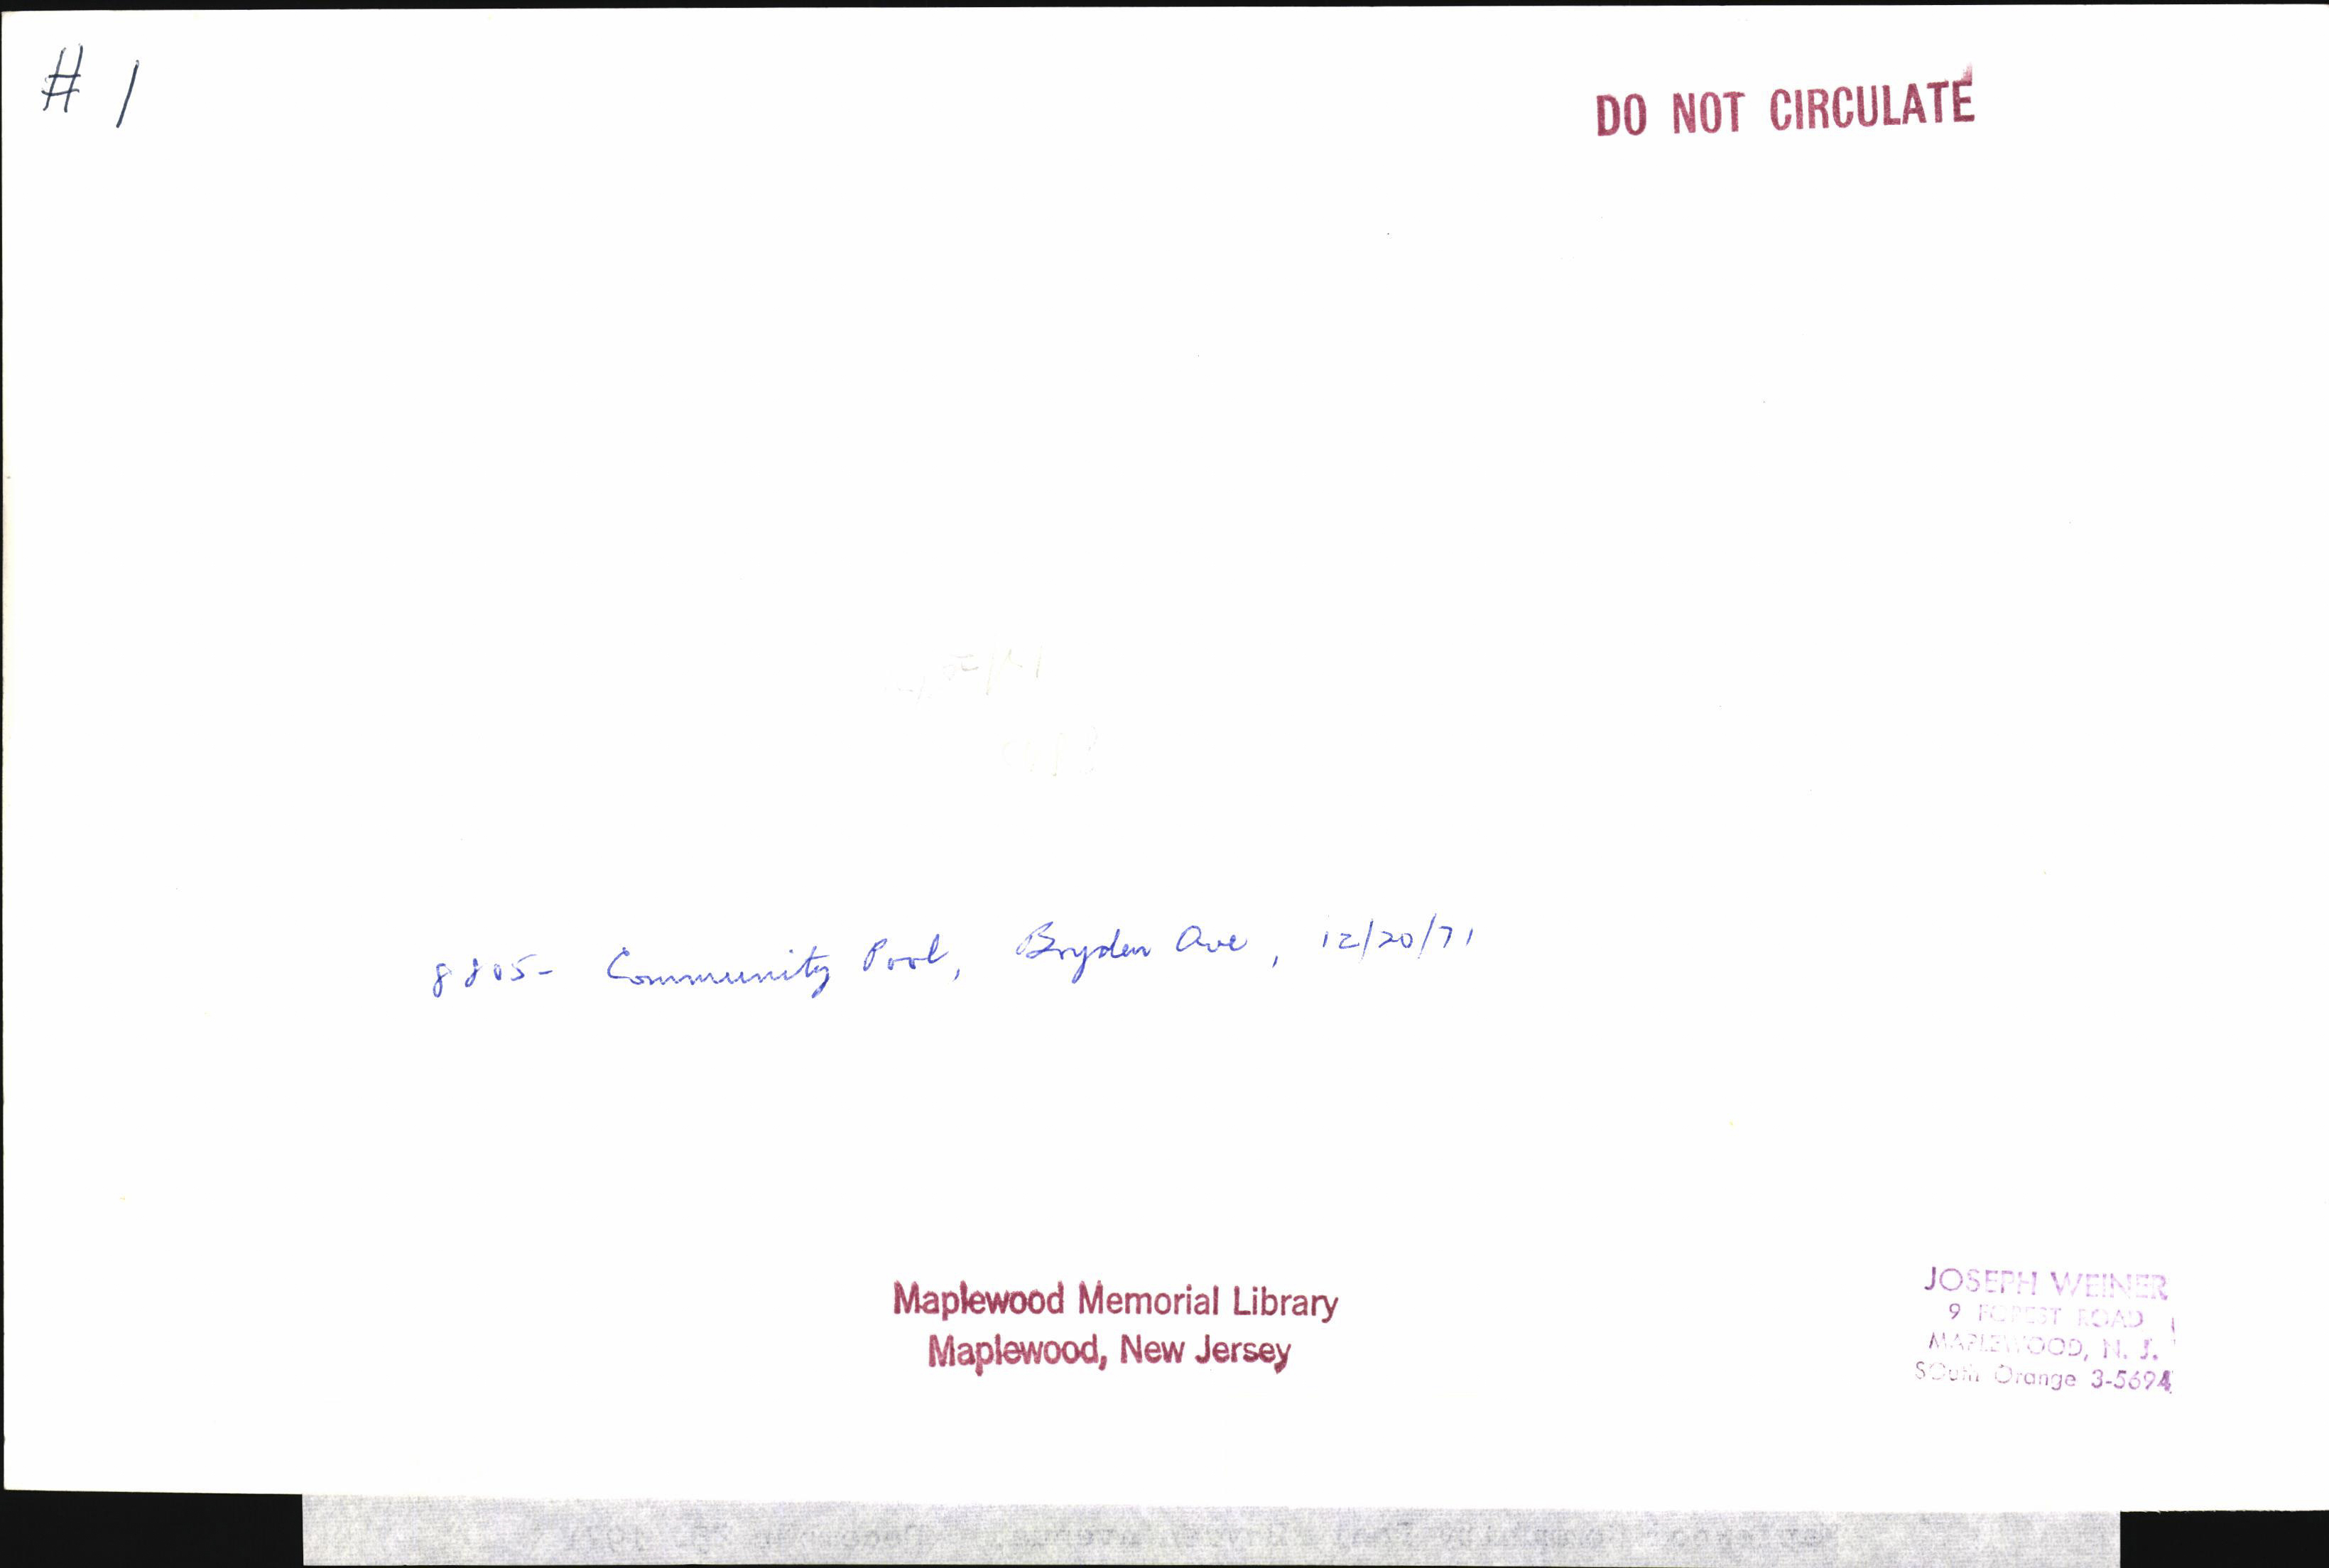 # 1
DO NOT CIRCULATE
8805- Community Pool, Bryden Ave, 12/20/71
Maplewood Memorial Library
Maplewood, New Jersey
JOSEPH WEINER
9 FOREST ROAD
MAPLEWOOD, N. J.
SOuth Orange 3-5694